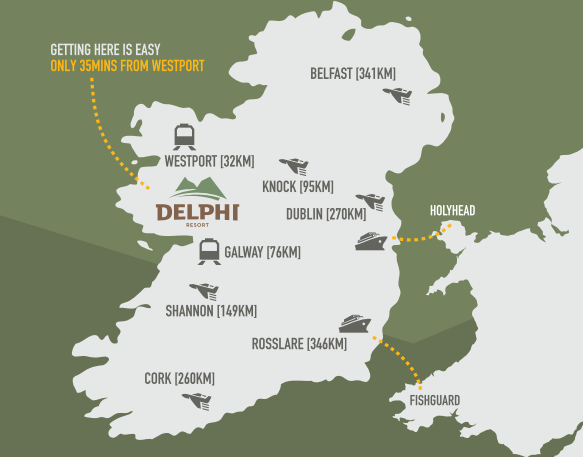 GETTING HERE IS EASY
ONLY 35MINS FROM WESTPORT
BELFAST [341KM]
WESTPORT [32KM]
KNOCK [95KM]
DELPHI
RESORT
DUBLIN [270KM]
HOLYHEAD
GALWAY [76KM]
SHANNON [149KM]
ROSSLARE [346KM]
CORK [260KM]
FISHGUARD